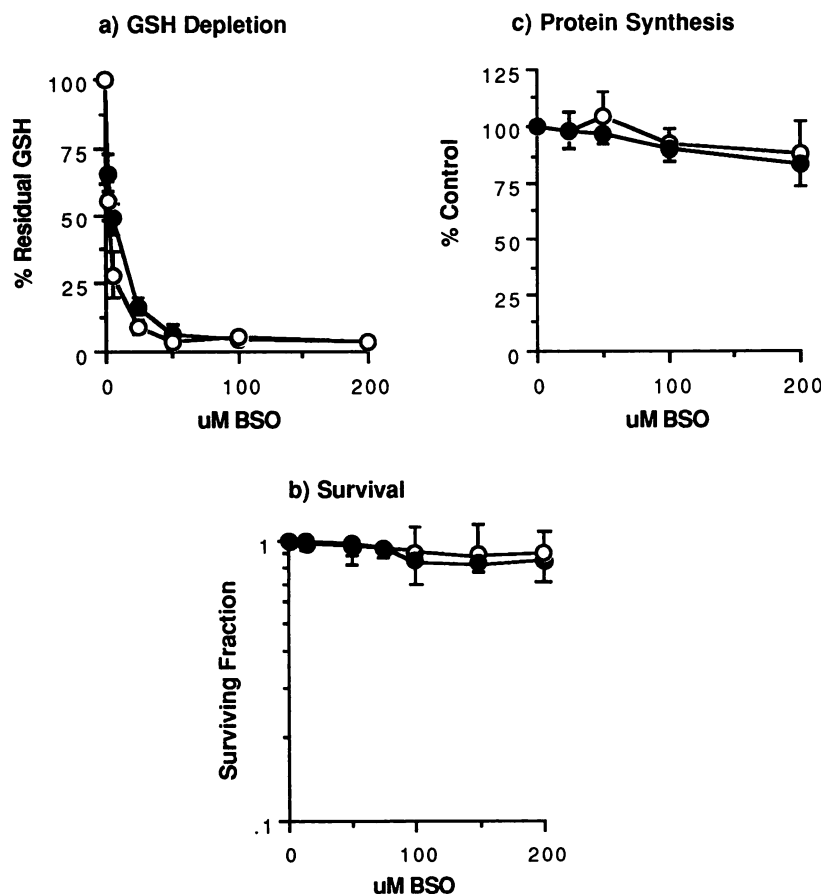 a) GSH Depletion
100
75
50
25
0
% Residual GSH
0 100 200
uM BSO
c) Protein Synthesis
125
100
75
50
25
0
% Control
0 100 200
uM BSO
b) Survival
1
.1
Surviving Fraction
0 100 200
uM BSO